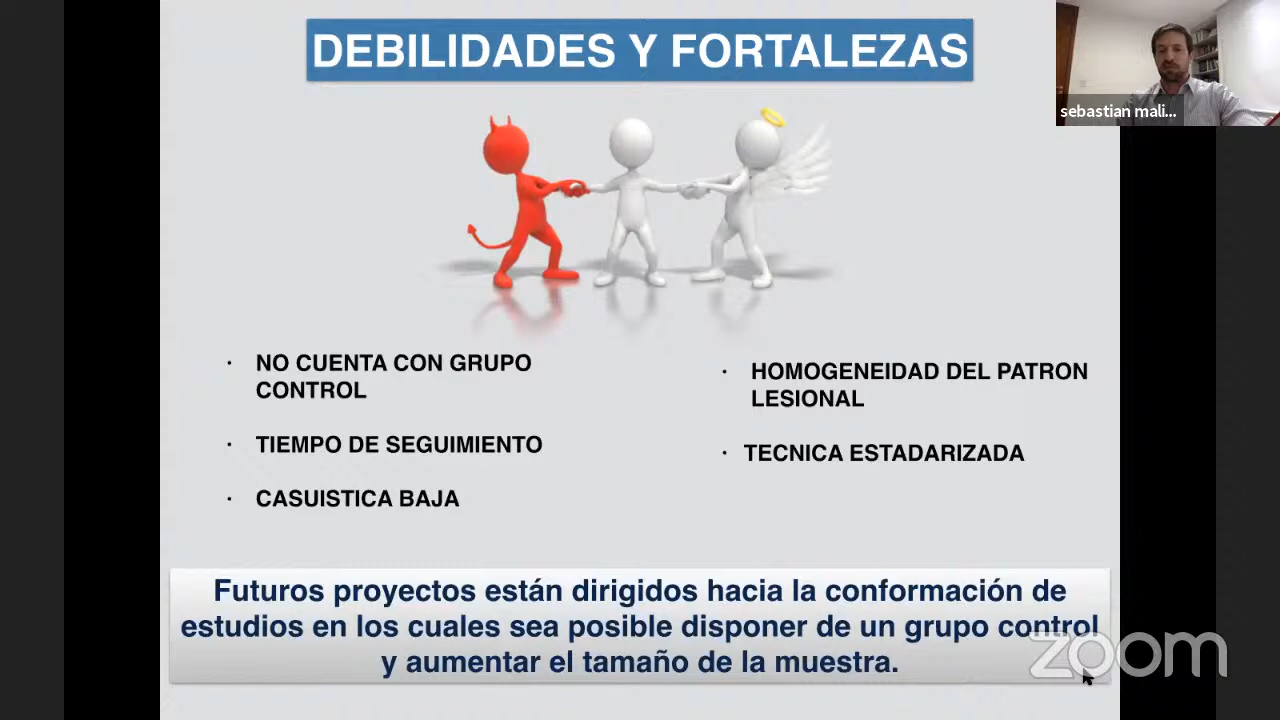 DEBILIDADES Y FORTALEZAS
sebastian mali...
· NO CUENTA CON GRUPO
CONTROL
· TIEMPO DE SEGUIMIENTO
· CASUISTICA BAJA
· HOMOGENEIDAD DEL PATRON
LESIONAL
· TECNICA ESTADARIZADA
Futuros proyectos están dirigidos hacia la conformación de
estudios en los cuales sea posible disponer de un grupo control
y aumentar el tamaño de la muestra.
zoom